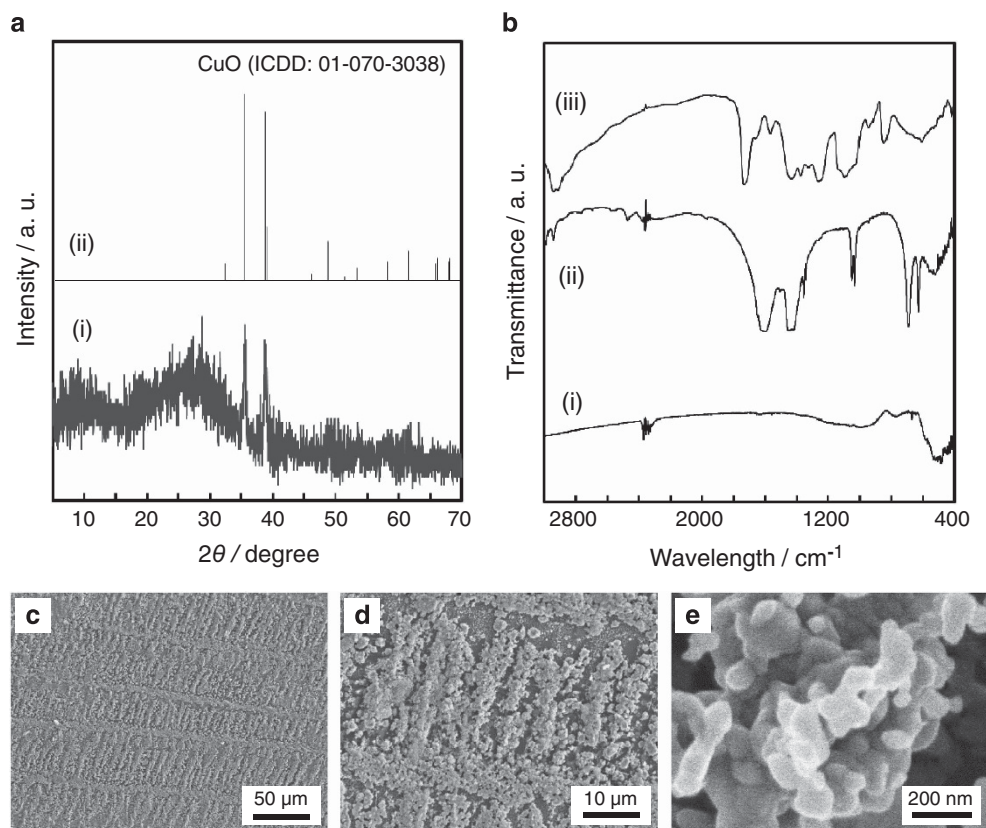 a
CuO (ICDD: 01-070-3038)
(ii)
(i)
Intensity / a. u.
10 20 30 40 50 60 70
2θ / degree
b
(iii)
(ii)
(i)
Transmittance / a. u.
2800 2000 1200 400
Wavelength / cm-1
c
50 μm
d
10 μm
e
200 nm